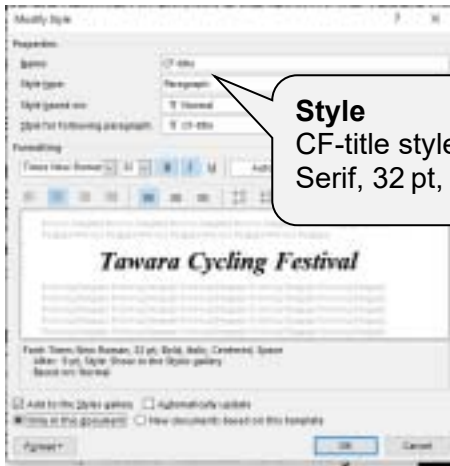 Modify Style ? ×
Properties
Name: CF-title
Style type: Paragraph
Style based on: ¶ Normal
Style for following paragraph: ¶ CF-title
Formatting
Times New Roman 32 B I U
Style
CF-title style
Serif, 32 pt,
Tawara Cycling Festival
Font: Times New Roman, 32 pt, Bold, Italic, Centered, Space
After: 0 pt, Style: Show in the Styles gallery
Based on: Normal
Add to the Styles gallery Automatically update
Only in this document New documents based on this template
Format OK Cancel